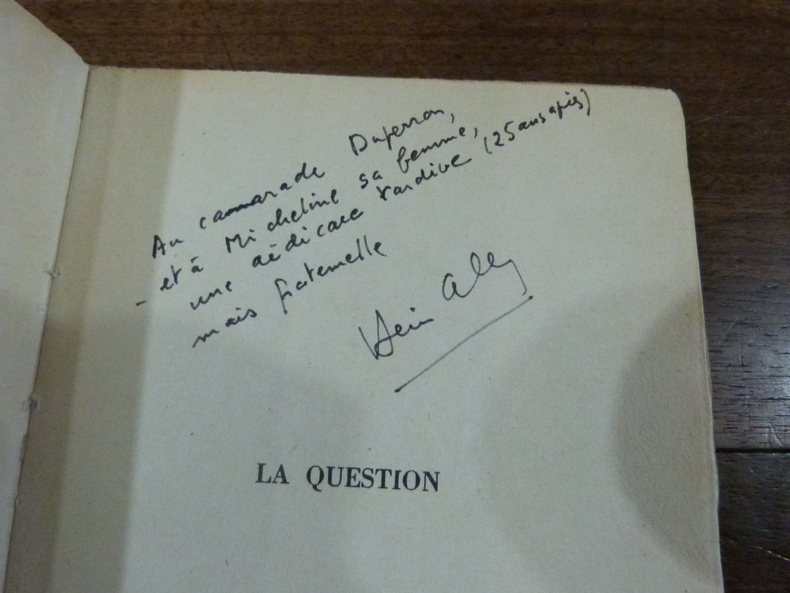 Au camarade Duperron,
- et à Micheline sa femme,
une dédicace tardive (25 ans après)
mais fraternelle
Henri Alleg
LA QUESTION